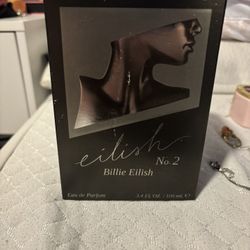 eilish
No. 2
Billie Eilish
Eau de Parfum
3.4 FL OZ. / 100 ml